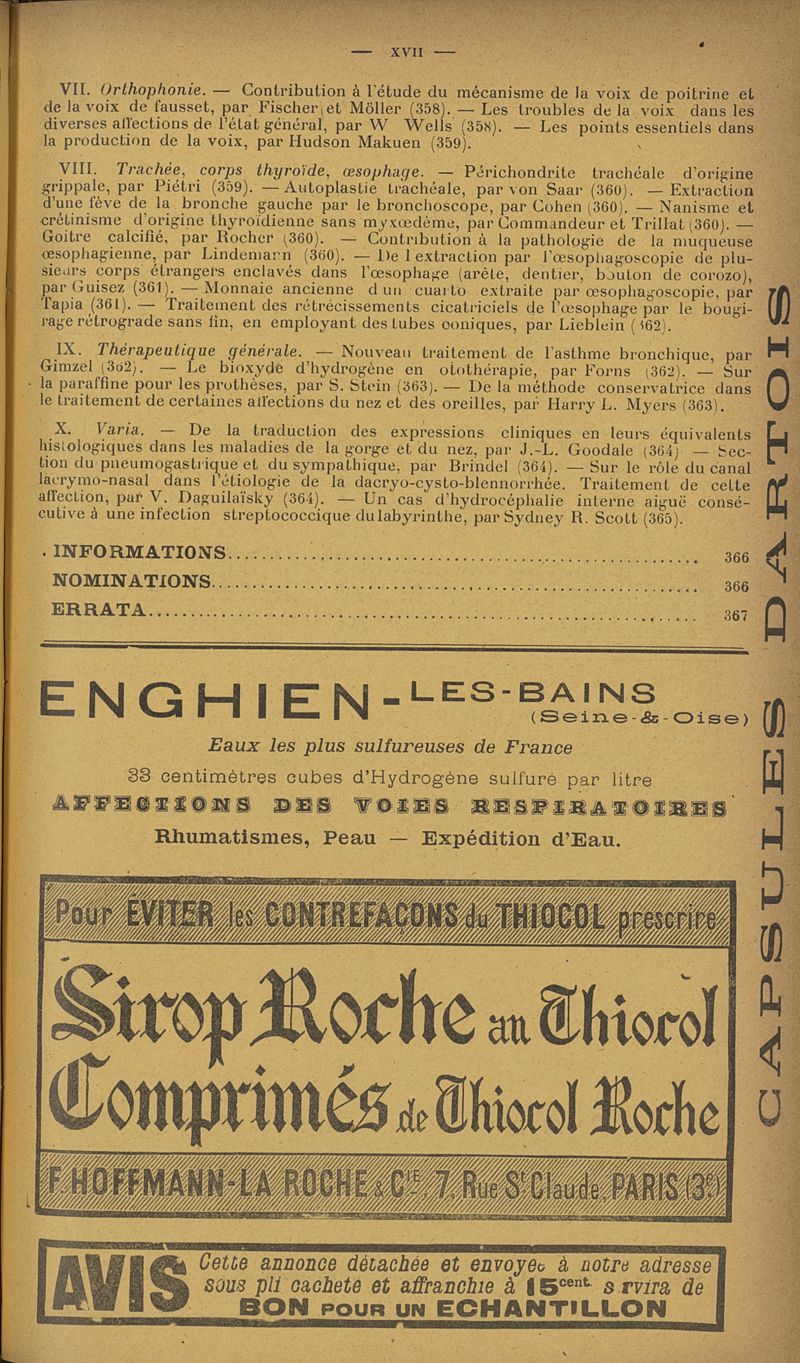 — XVII —
VII. Orthophonie. — Contribution à l'étude du mécanisme de la voix de poitrine et
de la voix de fausset, par Fischer et Möller (358). — Les troubles de la voix dans les
diverses affections de l'état général, par W Wells (358). — Les points essentiels dans
la production de la voix, par Hudson Makuen (359).
VIII. Trachée, corps thyroïde, œsophage. — Périchondrite trachéale d'origine
grippale, par Piétri (359). — Autoplastie trachéale, par von Saar (360). — Extraction
d'une fève de la bronche gauche par le bronchoscope, par Cohen (360). — Nanisme et
crétinisme d'origine thyroïdienne sans myxœdème, par Commandeur et Trillat (360). —
Goitre calcifié, par Rocher (360). — Contribution à la pathologie de la muqueuse
œsophagienne, par Lindemann (360). — De l extraction par l'œsophagoscopie de plu-
sieurs corps étrangers enclavés dans l'œsophage (arête, dentier, bouton de corozo),
par Guisez (361). — Monnaie ancienne d un cuarto extraite par œsophagoscopie, par
Tapia (361). — Traitement des rétrécissements cicatriciels de l'œsophage par le bougi-
rage rétrograde sans fin, en employant des tubes coniques, par Lieblein (362).
IX. Thérapeutique générale. — Nouveau traitement de l'asthme bronchique, par
Gimzel (362). — Le bioxyde d'hydrogène en otothérapie, par Forns (362). — Sur
la paraffine pour les prothèses, par S. Stein (363). — De la méthode conservatrice dans
le traitement de certaines affections du nez et des oreilles, par Harry L. Myers (363).
X. Varia. — De la traduction des expressions cliniques en leurs équivalents
histologiques dans les maladies de la gorge et du nez, par J.-L. Goodale (364) — Sec-
tion du pneumogastrique et du sympathique, par Brindel (364). — Sur le rôle du canal
lacrymo-nasal dans l'étiologie de la dacryo-cysto-blennorrhée. Traitement de cette
affection, par V. Daguilaïsky (364). — Un cas d'hydrocéphalie interne aiguë consé-
cutive à une infection streptococcique du labyrinthe, par Sydney R. Scott (365).
INFORMATIONS........ 366
NOMINATIONS........ 366
ERRATA........ 367
ENGHIEN-LES-BAINS
(Seine-&-Oise)
Eaux les plus sulfureuses de France
33 centimètres cubes d'Hydrogène sulfuré par litre
AFFECTIONS DES VOIES RESPIRATOIRES
Rhumatismes, Peau — Expédition d'Eau.
Pour ÉVITER les CONTREFAÇONS du THIOCOL prescrire
Sirop Roche au Thiocol
Comprimés de Thiocol Roche
F. HOFFMANN-LA ROCHE & Cie, 7, Rue St Claude, PARIS (3e)
AVIS
Cette annonce détachée et envoyée à notre adresse
sous pli cacheté et affranchie à 15 cent. s rvira de
BON POUR UN ECHANTILLON
CAPSULES DARTOIS